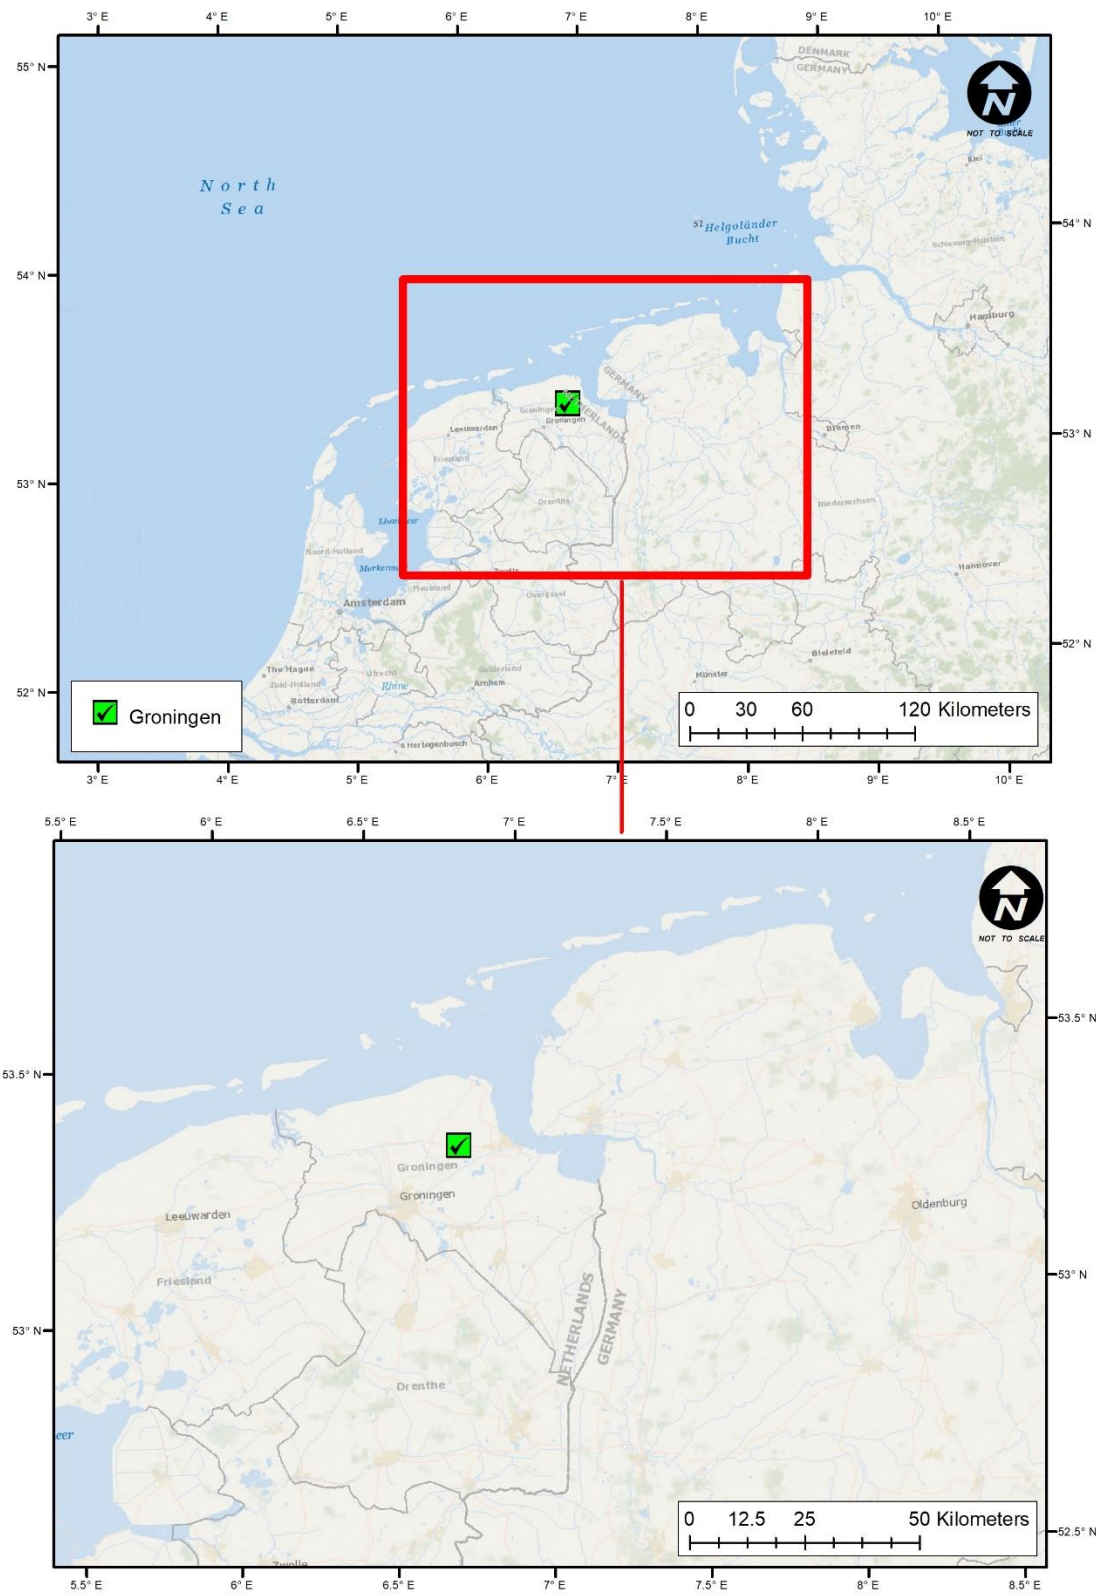 3° E 4° E 5° E 6° E 7° E 8° E 9° E 10° E
55° N
DENMARK
GERMANY
N
NOT TO SCALE
Kiel
North
Sea
54° N
Helgoländer
Bucht
Schleswig-Holstein
54° N
Hamburg
GERMANY
NETHERLANDS
Groningen
Groningen
Leeuwarden
Bremen
53° N
Friesland
53° N
Drenthe
Niedersachsen
Noord-Holland
Hannover
Zwolle
Flevoland
Overijssel
Amsterdam
52° N
Bielefeld
The Hague
Utrecht
Gelderland
Münster
Zuid-Holland
Rhine
Arnhem
52° N
Rotterdam
Groningen
0 30 60 120 Kilometers
s Hertogenbosch
3° E 4° E 5° E 6° E 7° E 8° E 9° E 10° E
5.5° E 6° E 6.5° E 7° E 7.5° E 8° E 8.5° E
N
NOT TO SCALE
53.5° N
53.5° N
Groningen
Groningen
Oldenburg
Leeuwarden
Friesland
53° N
NETHERLANDS
GERMANY
53° N
Drenthe
eer
0 12.5 25 50 Kilometers
52.5° N
Zwolle
5.5° E 6° E 6.5° E 7° E 7.5° E 8° E 8.5° E